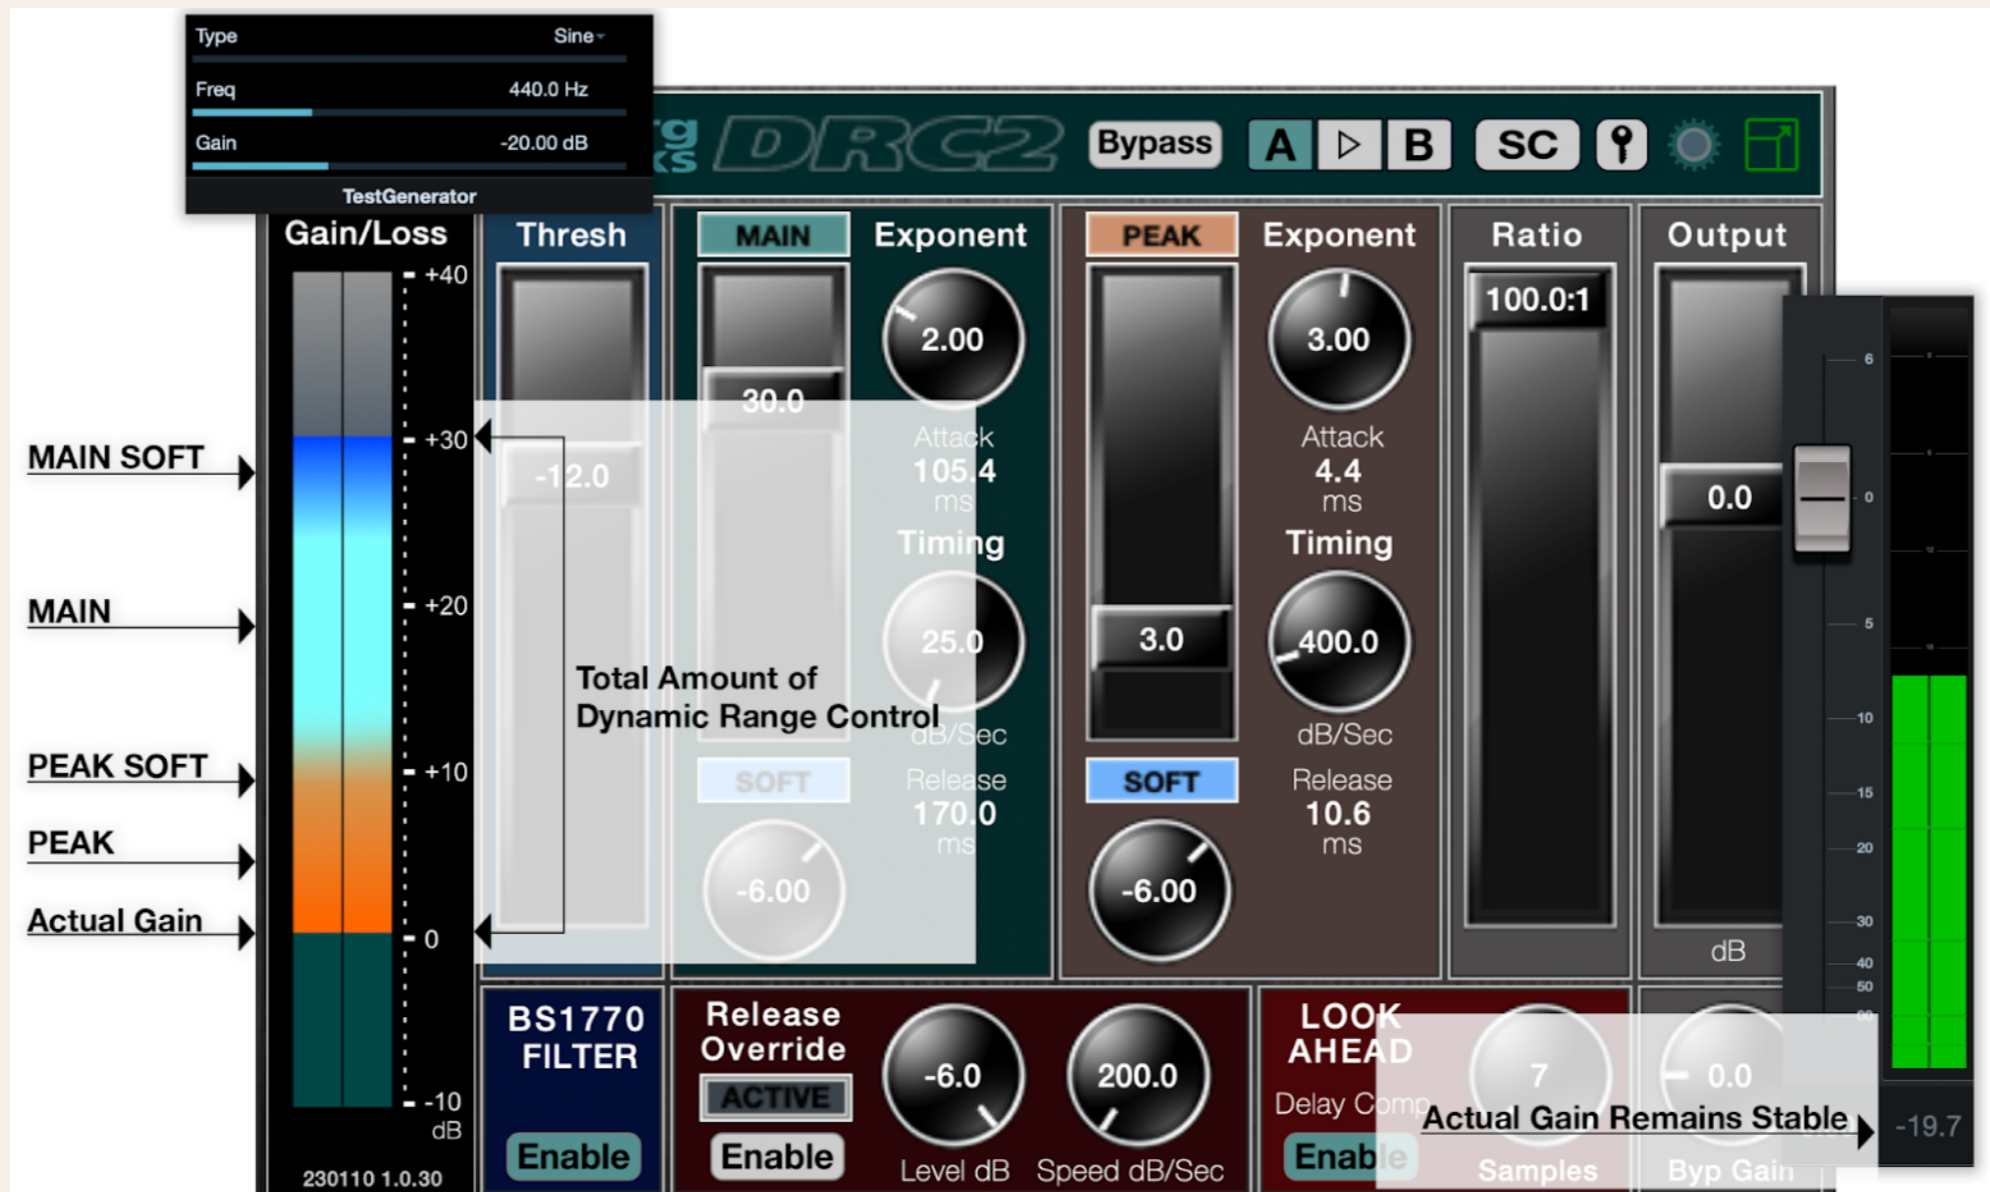 Type Sine
Freq 440.0 Hz
Gain -20.00 dB
TestGenerator
rg
ks
DRC2
Bypass
A
B
SC
Gain/Loss
+40
+30
+20
+10
0
-10
dB
230110 1.0.30
MAIN SOFT
MAIN
PEAK SOFT
PEAK
Actual Gain
Thresh
-12.0
MAIN
30.0
SOFT
-6.00
Exponent
2.00
Attack
105.4
ms
Timing
25.0
dB/Sec
Release
170.0
ms
Total Amount of
Dynamic Range Control
PEAK
3.0
SOFT
-6.00
Exponent
3.00
Attack
4.4
ms
Timing
400.0
dB/Sec
Release
10.6
ms
Ratio
100.0:1
Output
0.0
dB
6
0
5
10
15
20
30
40
50
60
BS1770
FILTER
Enable
Release
Override
ACTIVE
Enable
-6.0
Level dB
200.0
Speed dB/Sec
LOOK
AHEAD
Delay Comp
Enable
7
Samples
0.0
Byp Gain
Actual Gain Remains Stable
-19.7